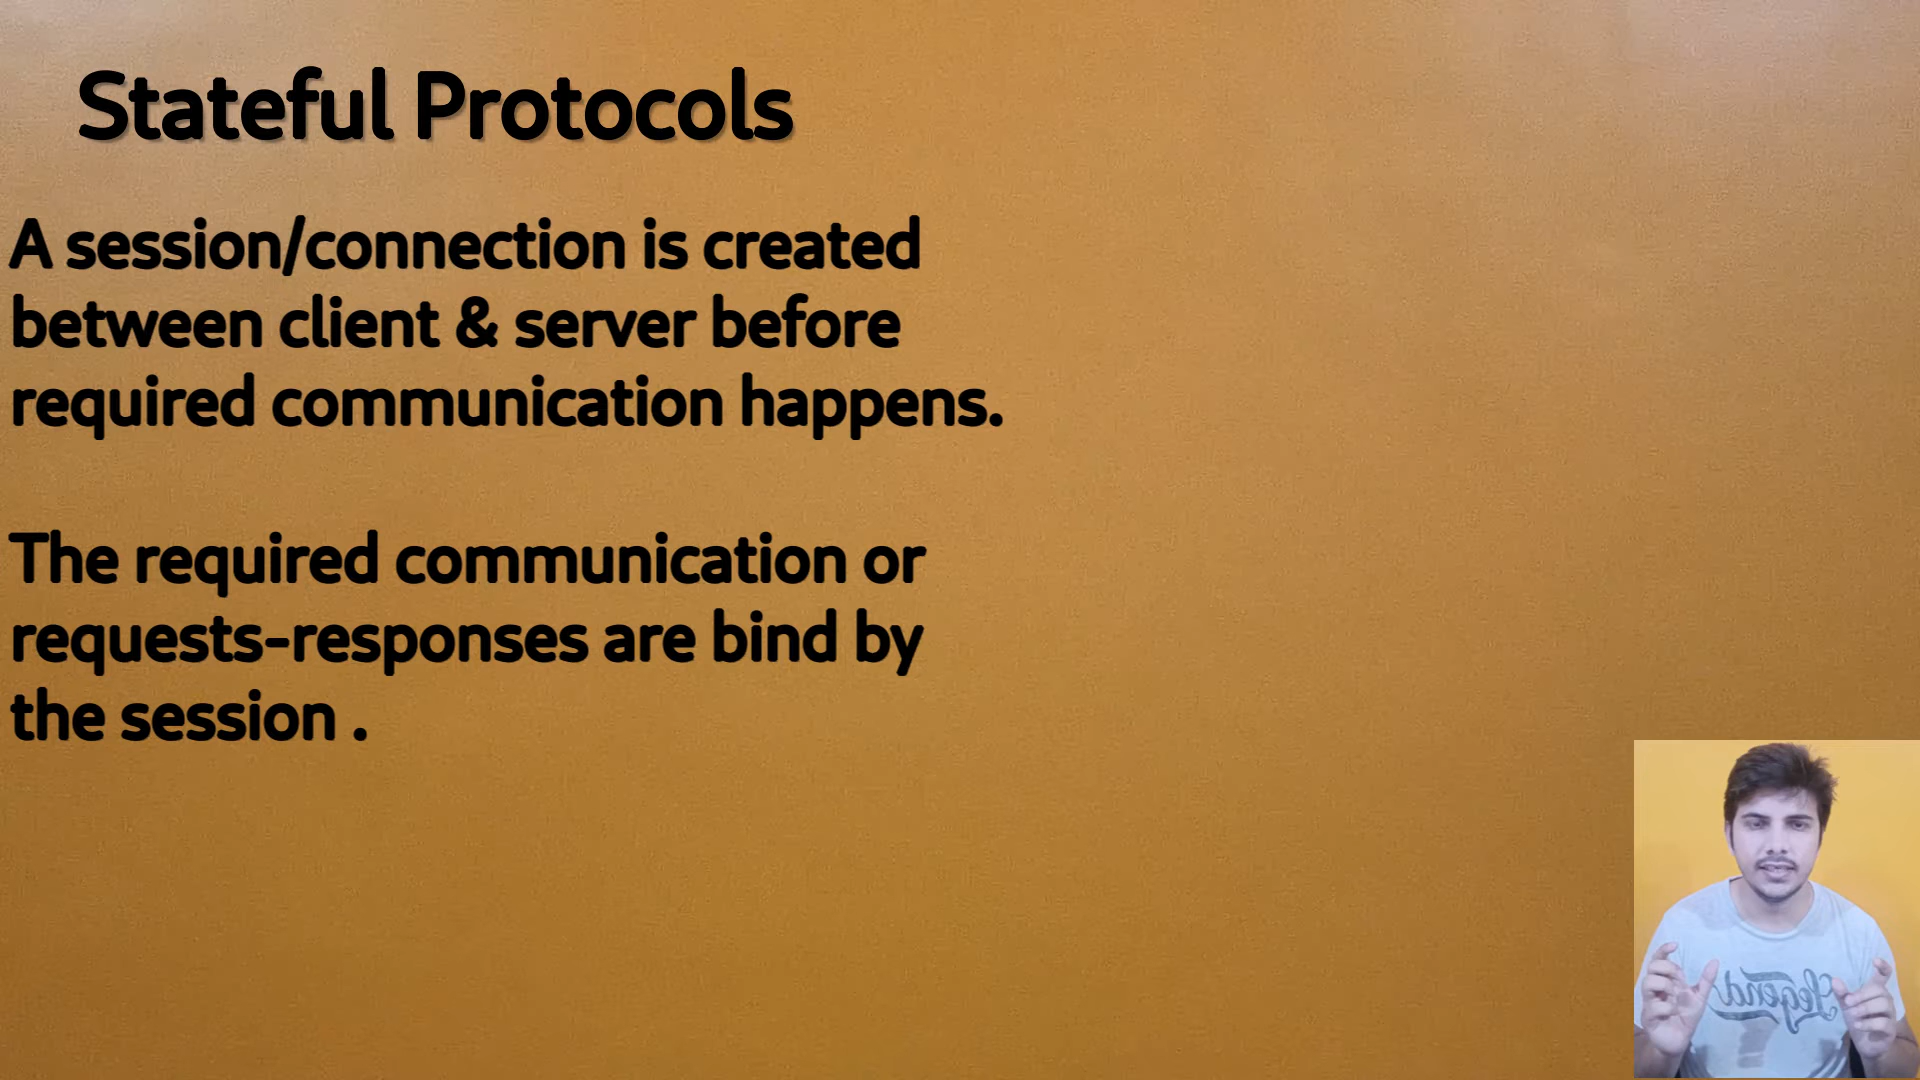 Stateful Protocols
A session/connection is created
between client & server before
required communication happens.
The required communication or
requests-responses are bind by
the session .
Legend